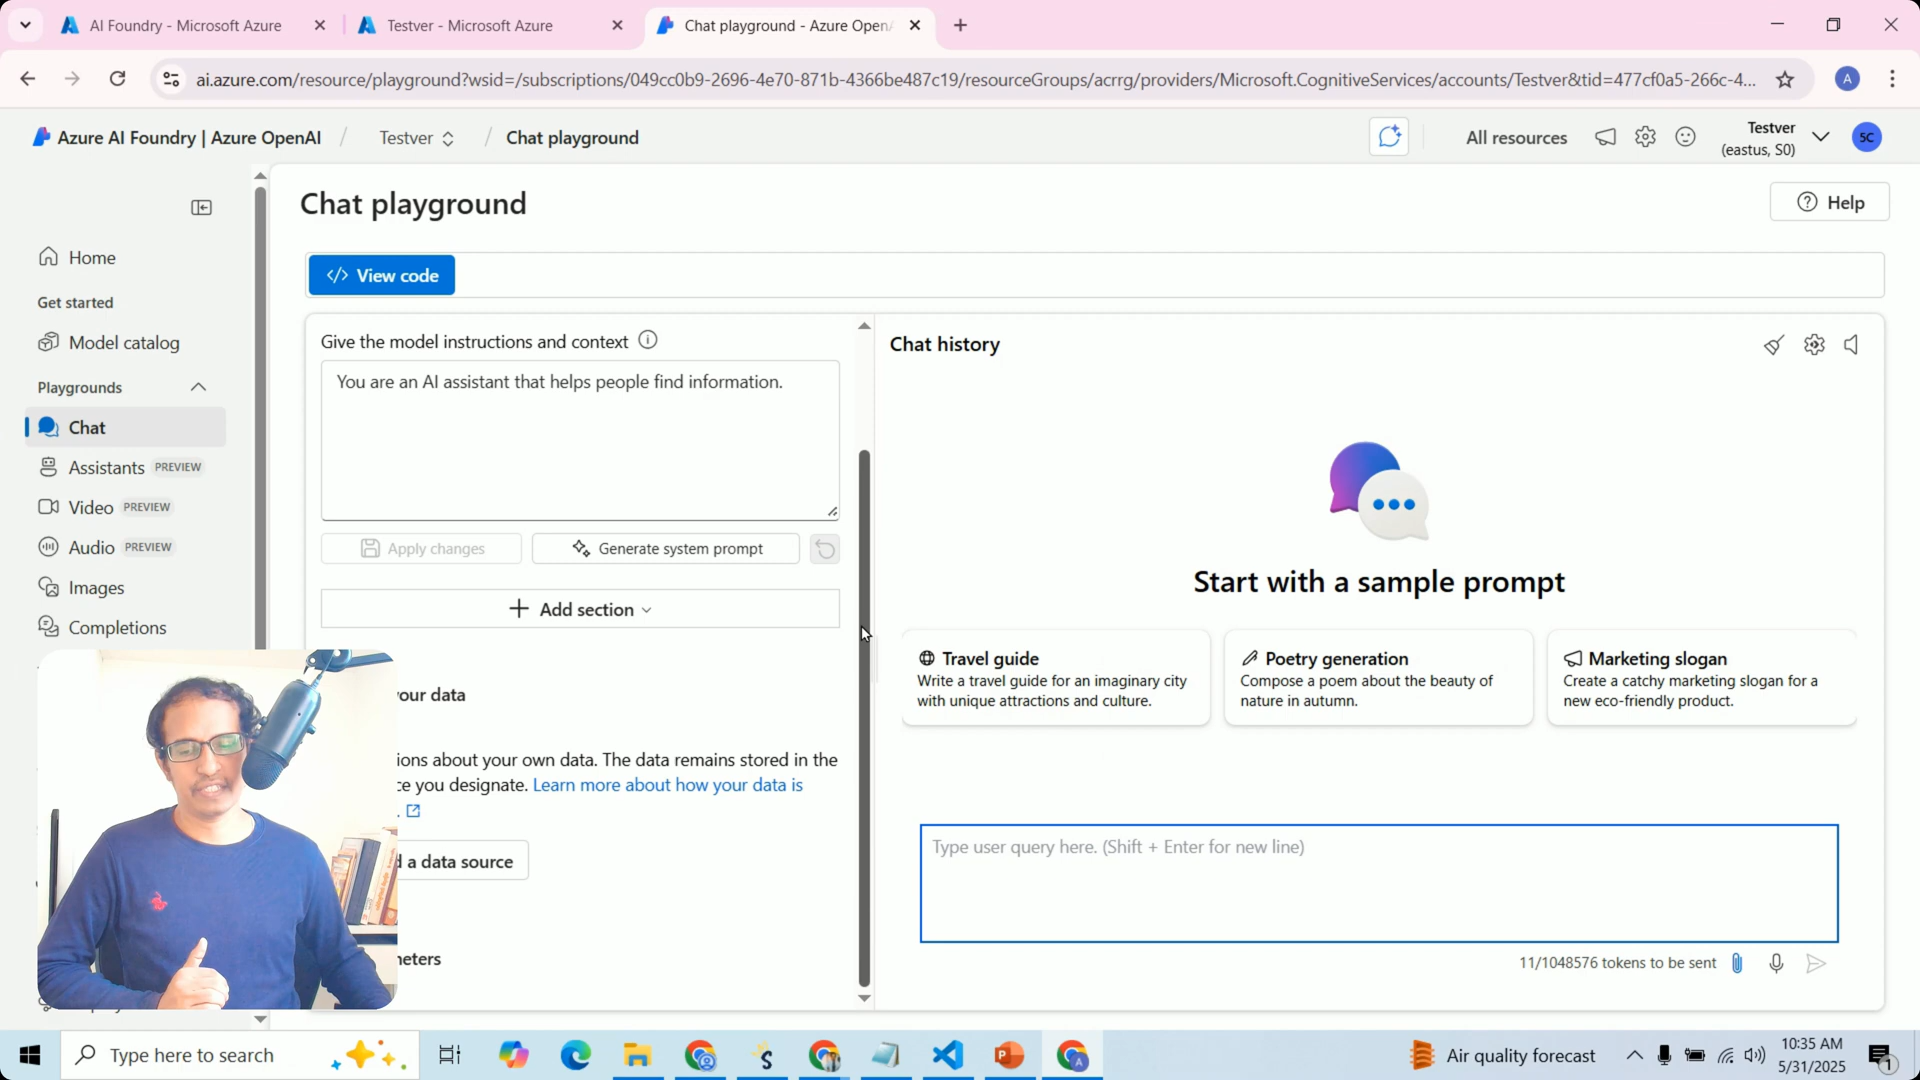 AI Foundry - Microsoft Azure
Testver - Microsoft Azure
Chat playground - Azure OpenA
ai.azure.com/resource/playground?wsid=/subscriptions/049cc0b9-2696-4e70-871b-4366be487c19/resourceGroups/acrrg/providers/Microsoft.CognitiveServices/accounts/Testver&tid=477cf0a5-266c-4...
A
Azure AI Foundry | Azure OpenAI
/
Testver
/
Chat playground
All resources
Testver
(eastus, S0)
SC
Chat playground
Help
</> View code
Home
Get started
Model catalog
Playgrounds
Chat
Assistants PREVIEW
Video PREVIEW
Audio PREVIEW
Images
Completions
Give the model instructions and context
You are an AI assistant that helps people find information.
Apply changes
Generate system prompt
Add section
your data
ions about your own data. The data remains stored in the
ce you designate. Learn more about how your data is
.
d a data source
neters
Chat history
Start with a sample prompt
Travel guide
Write a travel guide for an imaginary city
with unique attractions and culture.
Poetry generation
Compose a poem about the beauty of
nature in autumn.
Marketing slogan
Create a catchy marketing slogan for a
new eco-friendly product.
Type user query here. (Shift + Enter for new line)
11/1048576 tokens to be sent
Type here to search
Air quality forecast
10:35 AM
5/31/2025
1